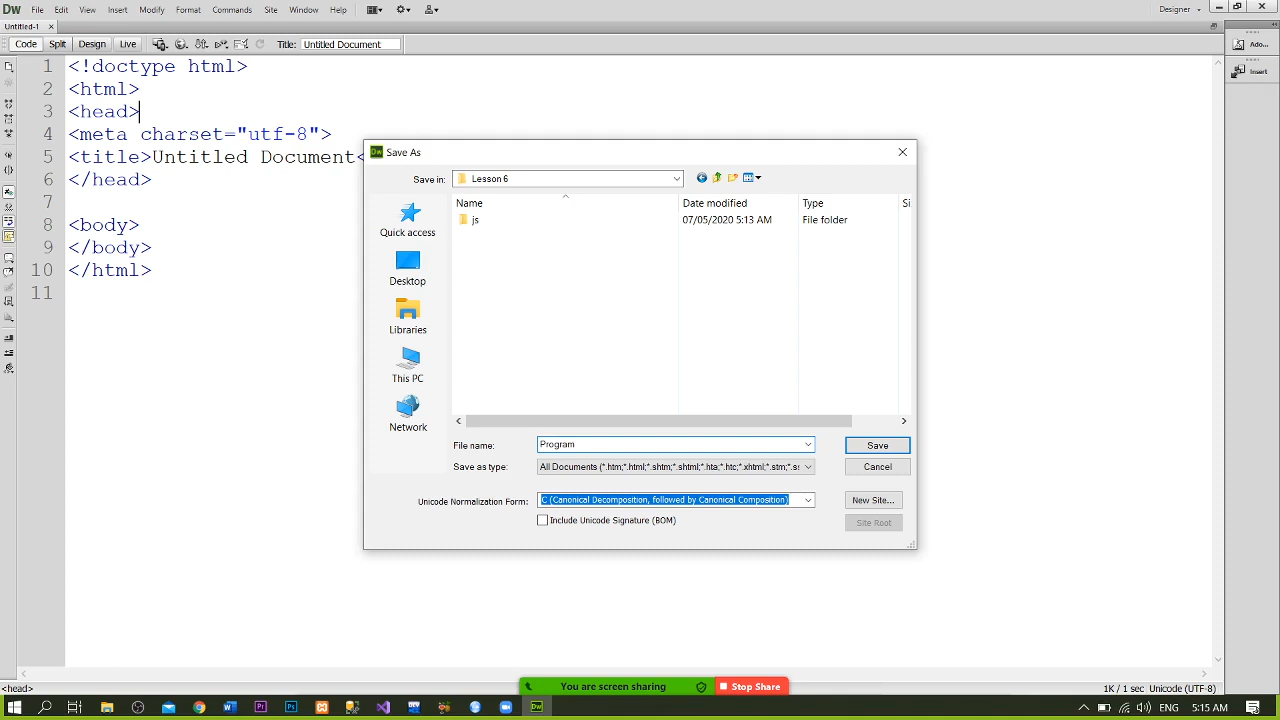 Dw File Edit View Insert Modify Format Commands Site Window Help Designer
Untitled-1
Code Split Design Live Title: Untitled Document
1 <!doctype html>
2 <html>
3 <head>
4 <meta charset="utf-8">
5 <title>Untitled Document<
6 </head>
7
8 <body>
9 </body>
10 </html>
11
Ado...
Insert
Dw Save As
Save in: Lesson 6
Name Date modified Type Si
js 07/05/2020 5:13 AM File folder
Quick access
Desktop
Libraries
This PC
Network
File name: Program Save
Save as type: All Documents (*.htm;*.html;*.shtm;*.shtml;*.hta;*.htc;*.xhtml;*.stm;*.s Cancel
Unicode Normalization Form: C (Canonical Decomposition, followed by Canonical Composition) New Site...
Include Unicode Signature (BOM) Site Root
<head> 1K / 1 sec Unicode (UTF-8)
You are screen sharing Stop Share
ENG 5:15 AM